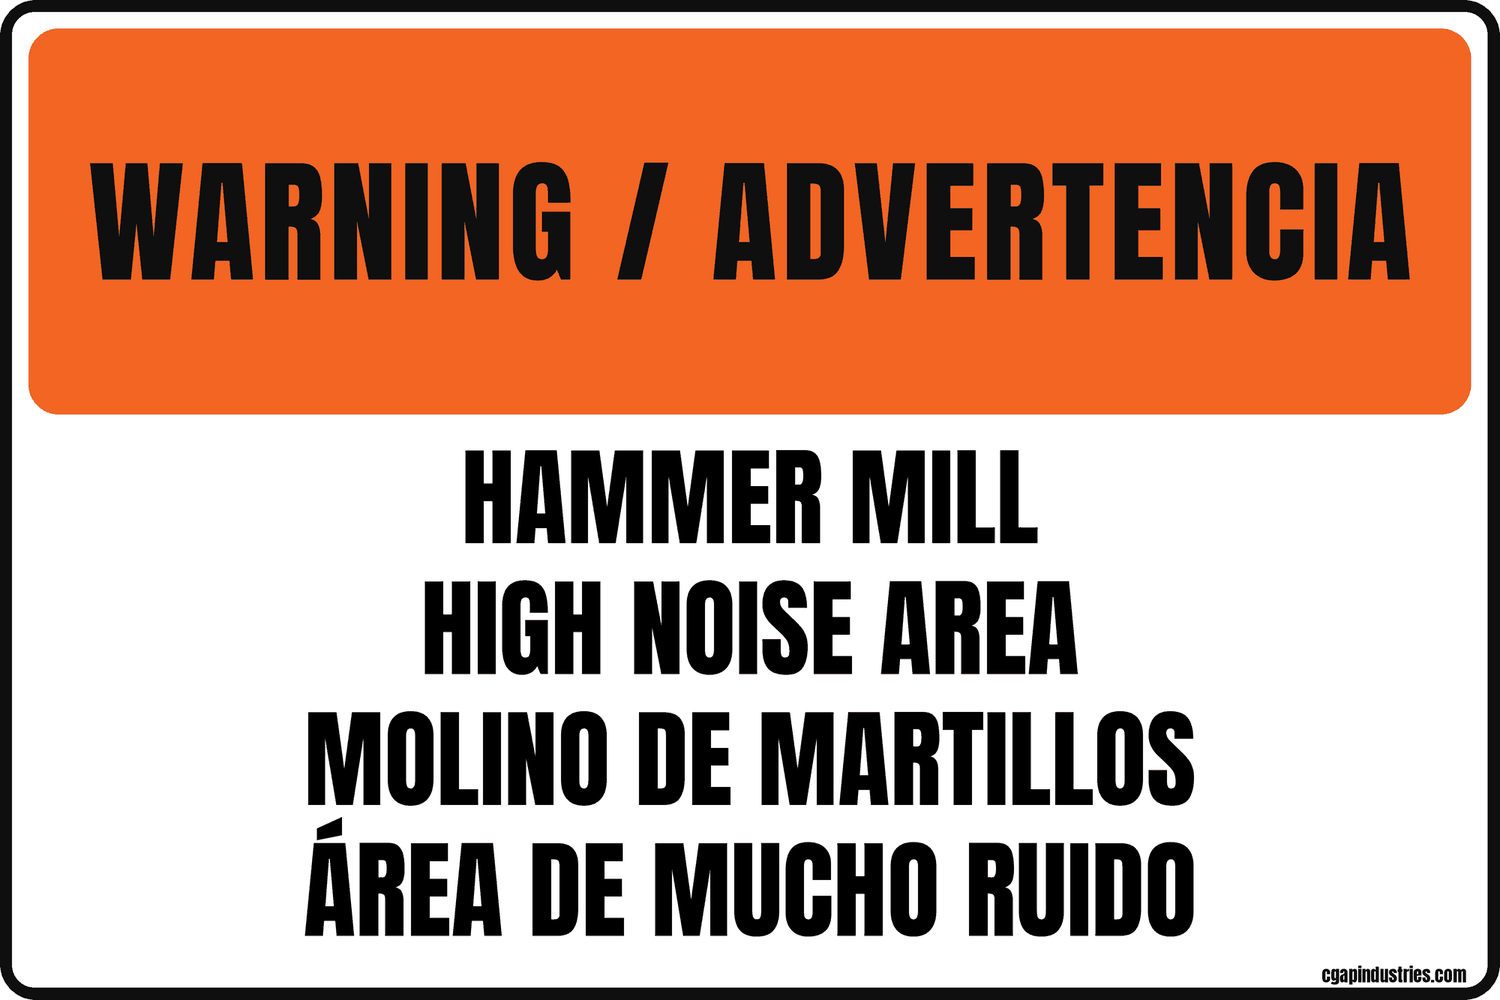 WARNING / ADVERTENCIA
HAMMER MILL
HIGH NOISE AREA
MOLINO DE MARTILLOS
ÁREA DE MUCHO RUIDO
cgapindustries.com